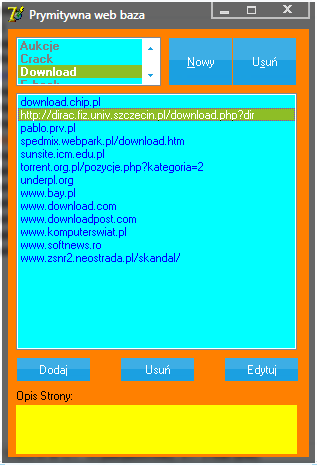 Prymitywna web baza
Aukcje
Crack
Download
E-book
Nowy
Usuń
download.chip.pl
http://dirac.fiz.univ.szczecin.pl/download.php?dir
pablo.prv.pl
spedmix.webpark.pl/download.htm
sunsite.icm.edu.pl
torrent.org.pl/pozycje.php?kategoria=2
underpl.org
www.bay.pl
www.download.com
www.downloadpost.com
www.komputerswiat.pl
www.softnews.ro
www.zsnr2.neostrada.pl/skandal/
Dodaj
Usuń
Edytuj
Opis Strony: